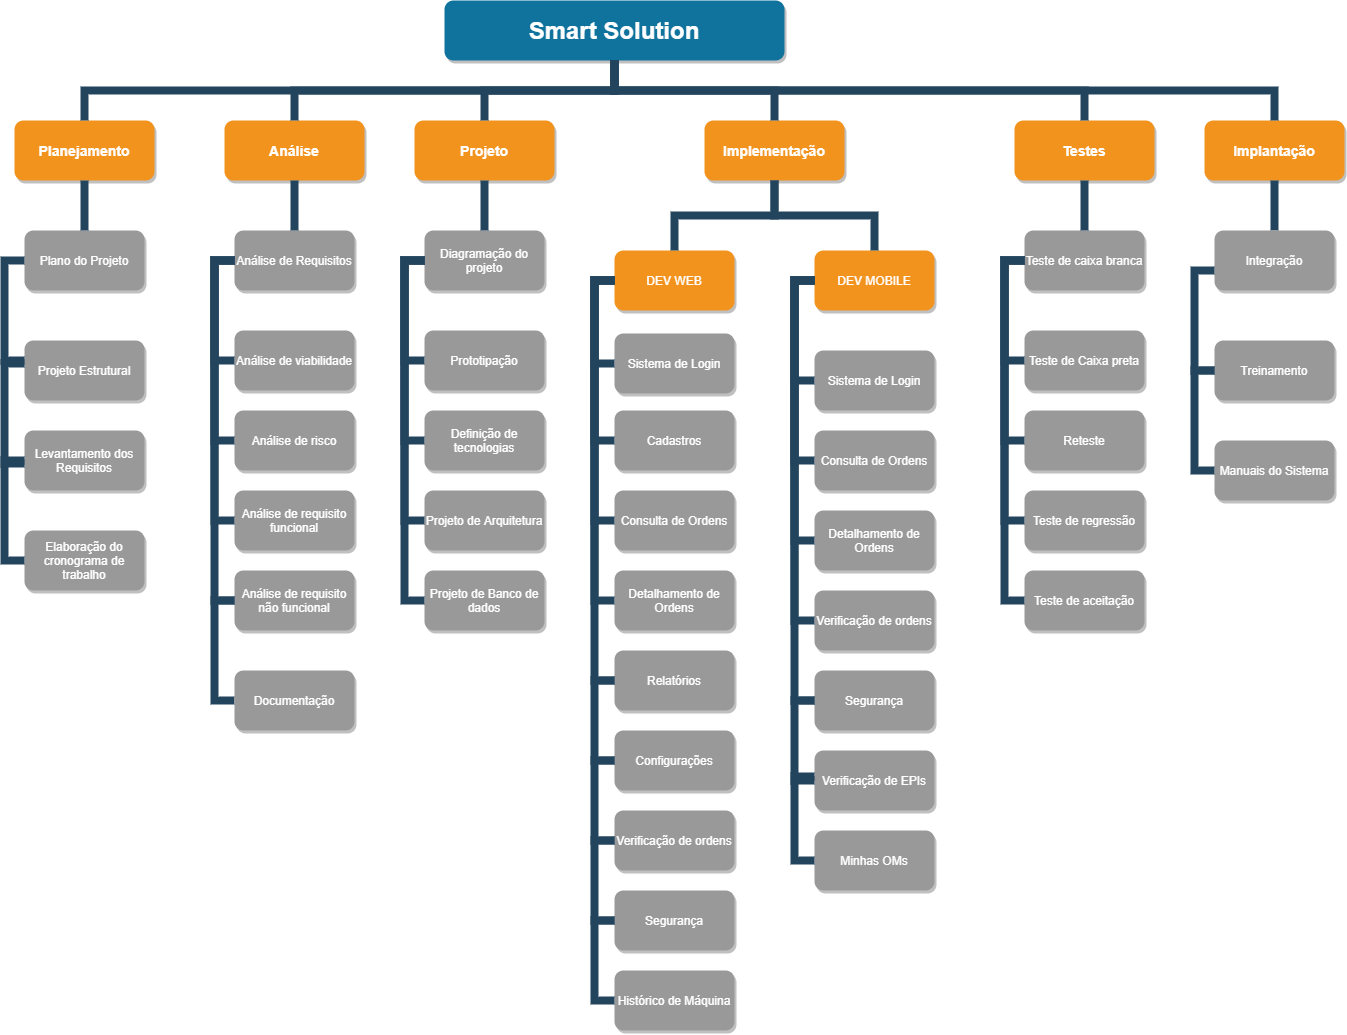 Smart Solution
Planejamento
Análise
Projeto
Implementação
Testes
Implantação
Plano do Projeto
Projeto Estrutural
Levantamento dos
Requisitos
Elaboração do
cronograma de
trabalho
Análise de Requisitos
Análise de viabilidade
Análise de risco
Análise de requisito
funcional
Análise de requisito
não funcional
Documentação
Diagramação do
projeto
Prototipação
Definição de
tecnologias
Projeto de Arquitetura
Projeto de Banco de
dados
DEV WEB
Sistema de Login
Cadastros
Consulta de Ordens
Detalhamento de
Ordens
Relatórios
Configurações
Verificação de ordens
Segurança
Histórico de Máquina
DEV MOBILE
Sistema de Login
Consulta de Ordens
Detalhamento de
Ordens
Verificação de ordens
Segurança
Verificação de EPIs
Minhas OMs
Teste de caixa branca
Teste de Caixa preta
Reteste
Teste de regressão
Teste de aceitação
Integração
Treinamento
Manuais do Sistema